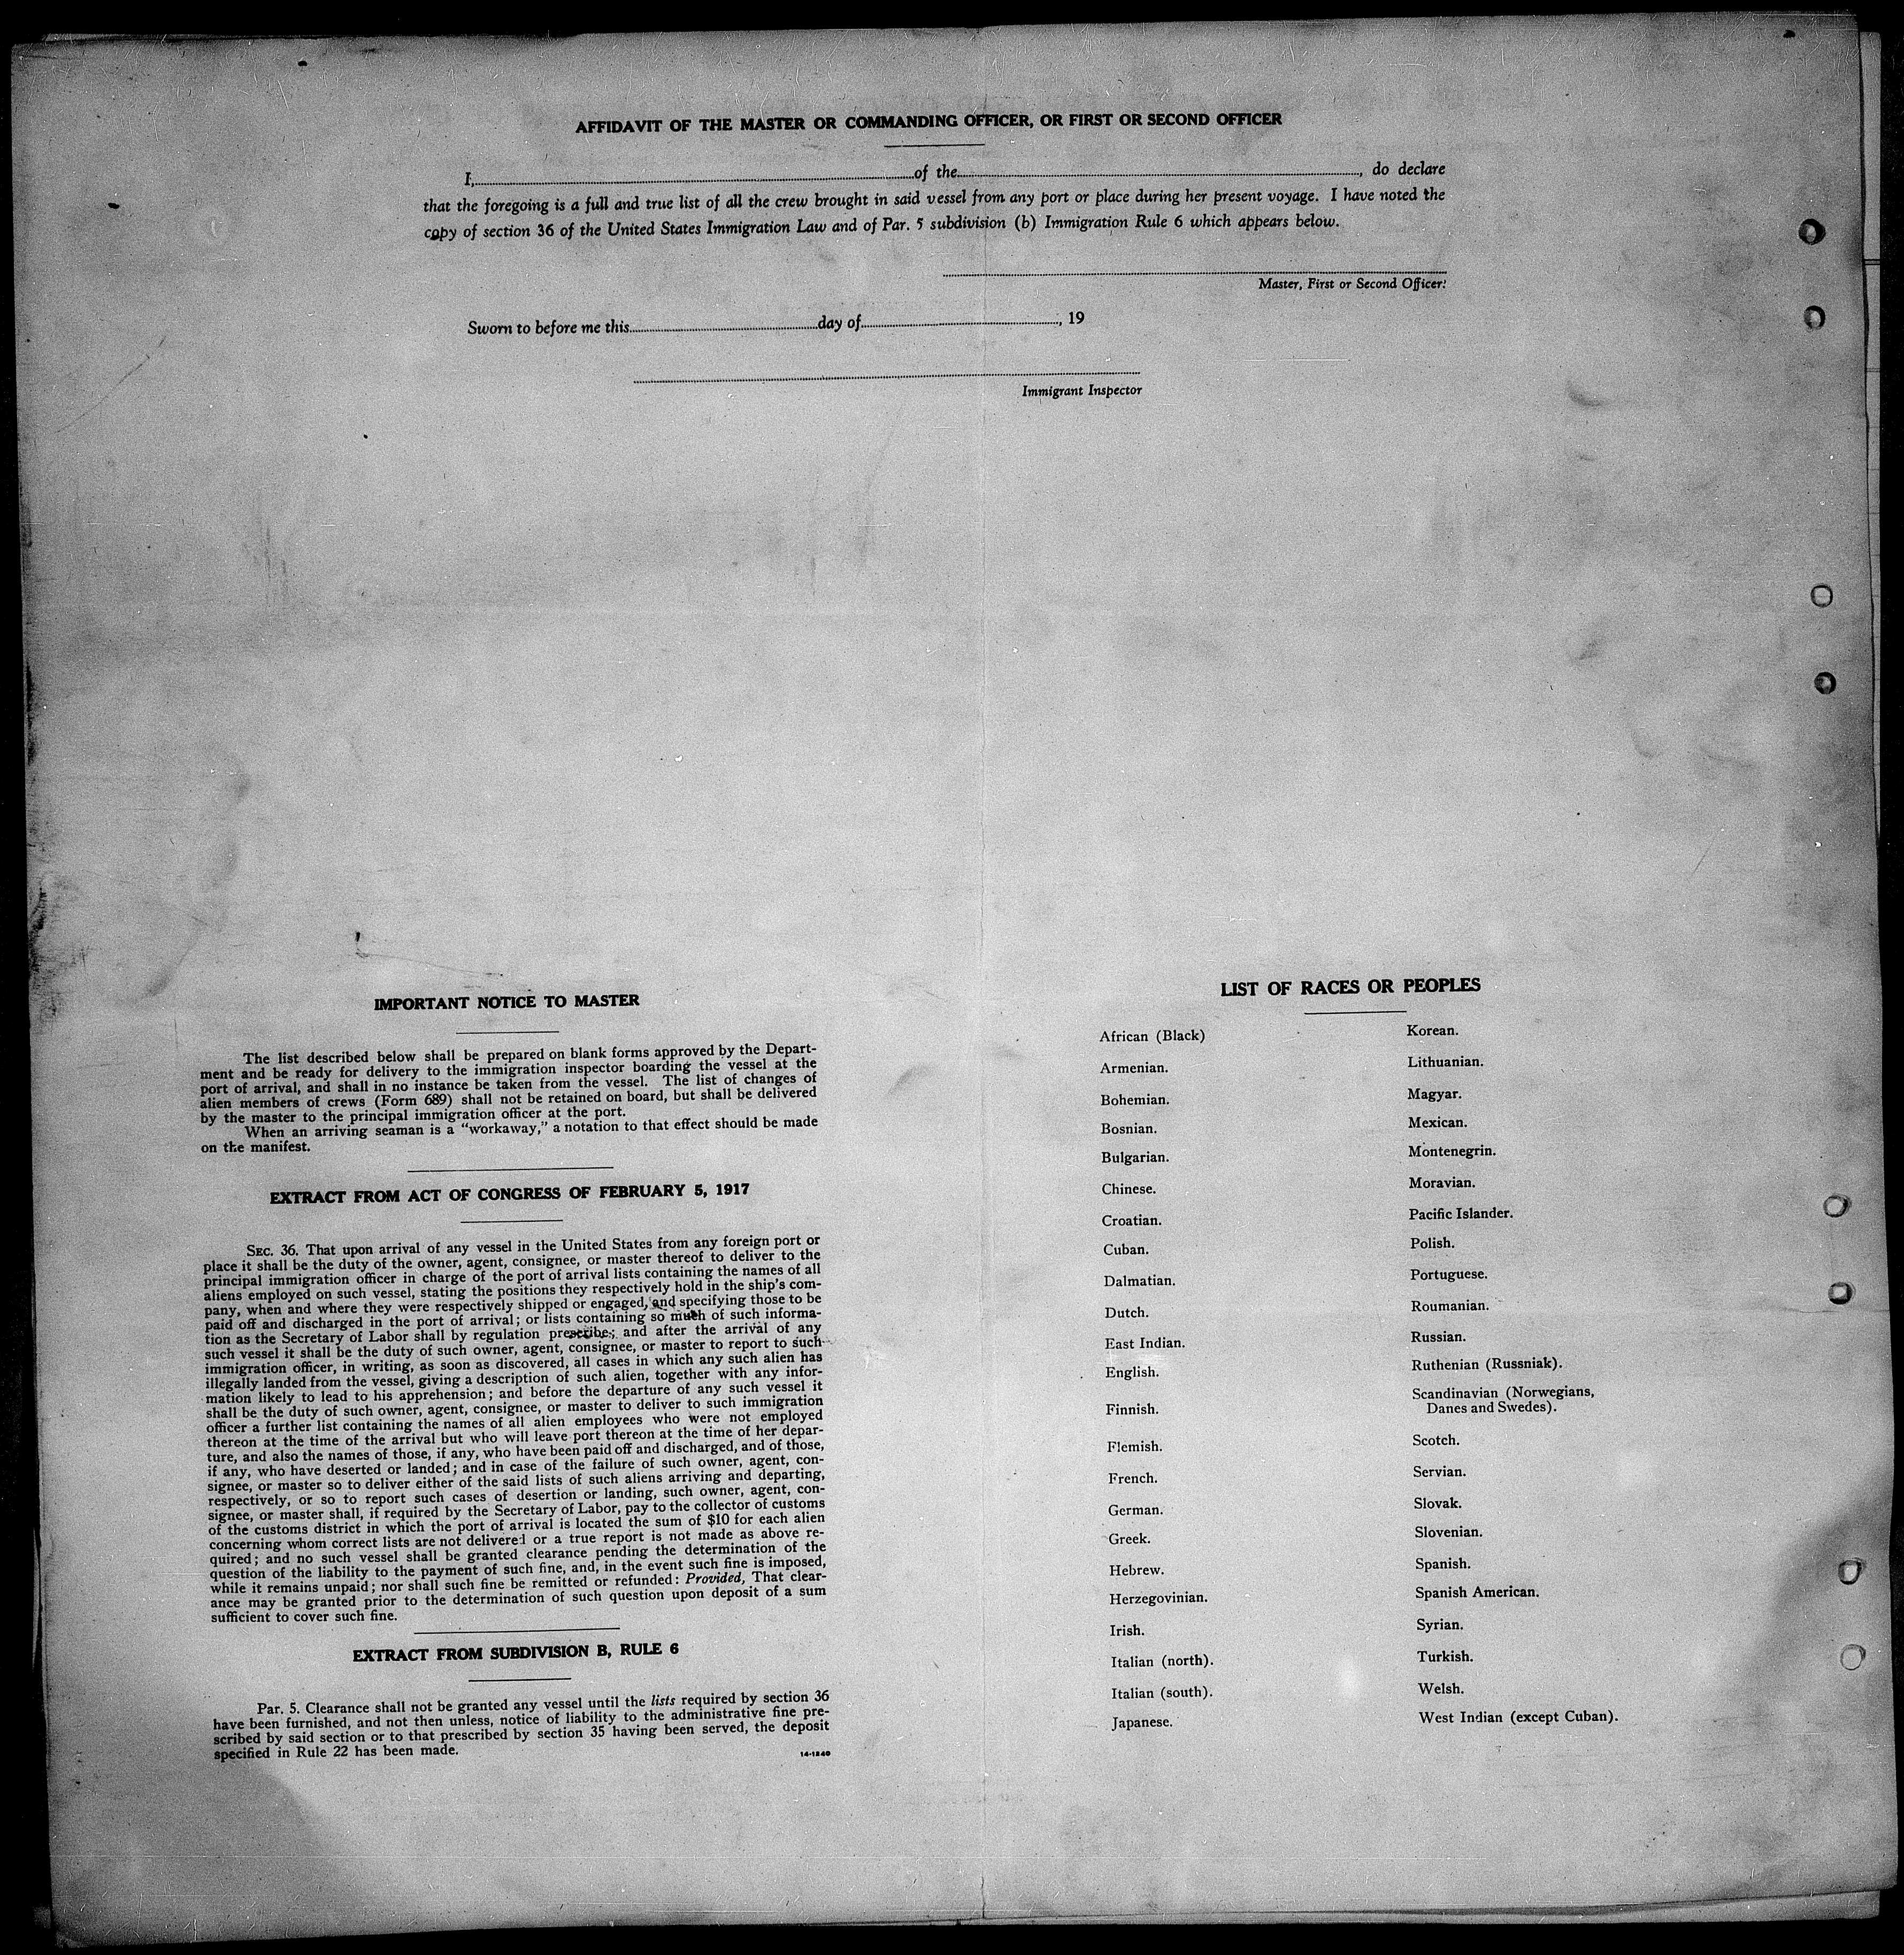 AFFIDAVIT OF THE MASTER OR COMMANDING OFFICER, OR FIRST OR SECOND OFFICER
I, of the , do declare
that the foregoing is a full and true list of all the crew brought in said vessel from any port or place during her present voyage. I have noted the
copy of section 36 of the United States Immigration Law and of Par. 5 subdivision (b) Immigration Rule 6 which appears below.
Master, First or Second Officer.
Sworn to before me this day of , 19
Immigrant Inspector
IMPORTANT NOTICE TO MASTER
The list described below shall be prepared on blank forms approved by the Depart-
ment and be ready for delivery to the immigration inspector boarding the vessel at the
port of arrival, and shall in no instance be taken from the vessel. The list of changes of
alien members of crews (Form 689) shall not be retained on board, but shall be delivered
by the master to the principal immigration officer at the port.
When an arriving seaman is a "workaway," a notation to that effect should be made
on the manifest.
EXTRACT FROM ACT OF CONGRESS OF FEBRUARY 5, 1917
SEC. 36. That upon arrival of any vessel in the United States from any foreign port or
place it shall be the duty of the owner, agent, consignee, or master thereof to deliver to the
principal immigration officer in charge of the port of arrival lists containing the names of all
aliens employed on such vessel, stating the positions they respectively hold in the ship's com-
pany, when and where they were respectively shipped or engaged, and specifying those to be
paid off and discharged in the port of arrival; or lists containing so much of such informa-
tion as the Secretary of Labor shall by regulation prescribe; and after the arrival of any
such vessel it shall be the duty of such owner, agent, consignee, or master to report to such
immigration officer, in writing, as soon as discovered, all cases in which any such alien has
illegally landed from the vessel, giving a description of such alien, together with any infor-
mation likely to lead to his apprehension; and before the departure of any such vessel it
shall be the duty of such owner, agent, consignee, or master to deliver to such immigration
officer a further list containing the names of all alien employees who were not employed
thereon at the time of the arrival but who will leave port thereon at the time of her depar-
ture, and also the names of those, if any, who have been paid off and discharged, and of those,
if any, who have deserted or landed; and in case of the failure of such owner, agent, con-
signee, or master so to deliver either of the said lists of such aliens arriving and departing,
respectively, or so to report such cases of desertion or landing, such owner, agent, con-
signee, or master shall, if required by the Secretary of Labor, pay to the collector of customs
of the customs district in which the port of arrival is located the sum of $10 for each alien
concerning whom correct lists are not delivered or a true report is not made as above re-
quired; and no such vessel shall be granted clearance pending the determination of the
question of the liability to the payment of such fine, and, in the event such fine is imposed,
while it remains unpaid; nor shall such fine be remitted or refunded: Provided, That clear-
ance may be granted prior to the determination of such question upon deposit of a sum
sufficient to cover such fine.
EXTRACT FROM SUBDIVISION B, RULE 6
Par. 5. Clearance shall not be granted any vessel until the lists required by section 36
have been furnished, and not then unless, notice of liability to the administrative fine pre-
scribed by said section or to that prescribed by section 35 having been served, the deposit
specified in Rule 22 has been made.
14-1240
LIST OF RACES OR PEOPLES
African (Black)
Armenian.
Bohemian.
Bosnian.
Bulgarian.
Chinese.
Croatian.
Cuban.
Dalmatian.
Dutch.
East Indian.
English.
Finnish.
Flemish.
French.
German.
Greek.
Hebrew.
Herzegovinian.
Irish.
Italian (north).
Italian (south).
Japanese.
Korean.
Lithuanian.
Magyar.
Mexican.
Montenegrin.
Moravian.
Pacific Islander.
Polish.
Portuguese.
Roumanian.
Russian.
Ruthenian (Russniak).
Scandinavian (Norwegians,
Danes and Swedes).
Scotch.
Servian.
Slovak.
Slovenian.
Spanish.
Spanish American.
Syrian.
Turkish.
Welsh.
West Indian (except Cuban).